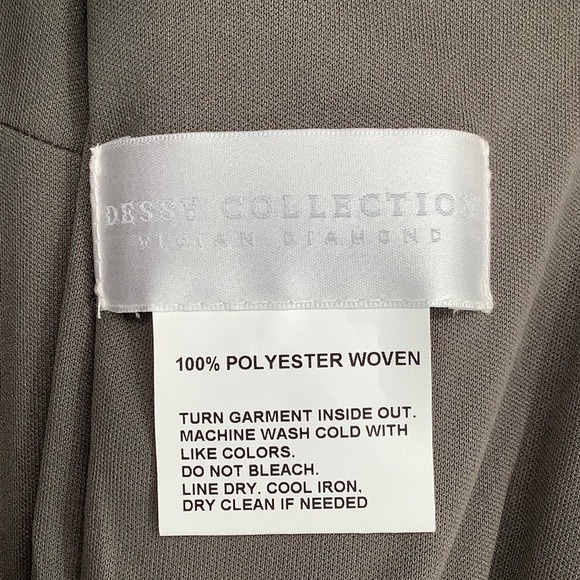 DESSY COLLECTION
VIVIAN DIAMOND
100% POLYESTER WOVEN
TURN GARMENT INSIDE OUT.
MACHINE WASH COLD WITH
LIKE COLORS.
DO NOT BLEACH.
LINE DRY. COOL IRON,
DRY CLEAN IF NEEDED